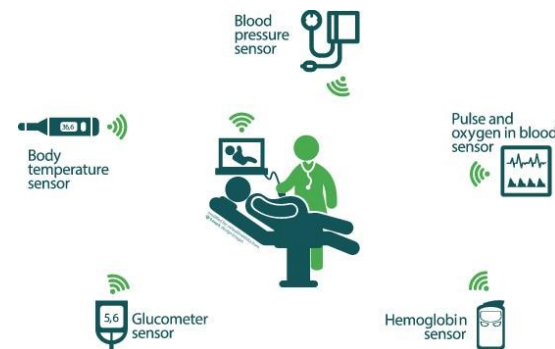 Blood
pressure
sensor
36,6
Body
temperature
sensor
Pulse and
oxygen in blood
sensor
5,6
Glucometer
sensor
Hemoglobin
sensor